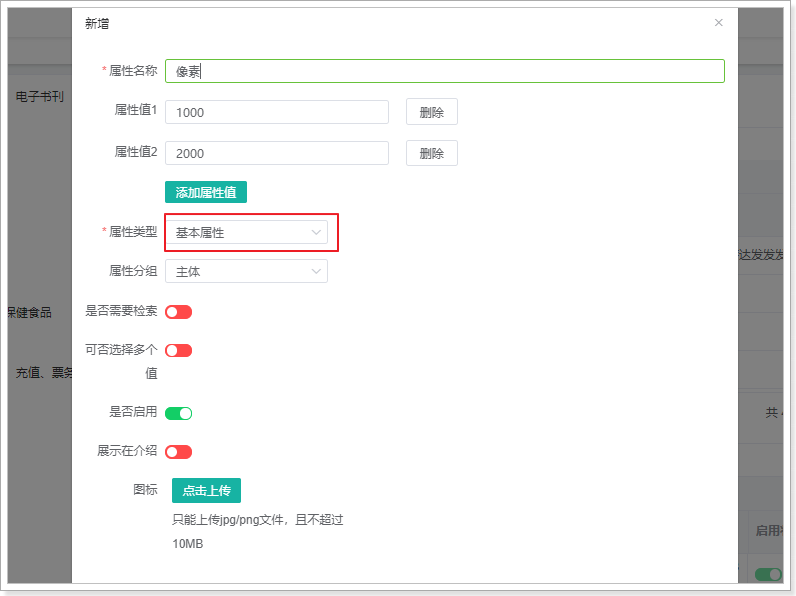 新增
×
电子书刊
* 属性名称 像素
属性值1 1000 删除
属性值2 2000 删除
添加属性值
* 属性类型 基本属性
达发发发
属性分组 主体
是否需要检索
保健食品
可否选择多个值
充值、票务
是否启用
共
展示在介绍
图标 点击上传
只能上传jpg/png文件，且不超过
10MB
启用